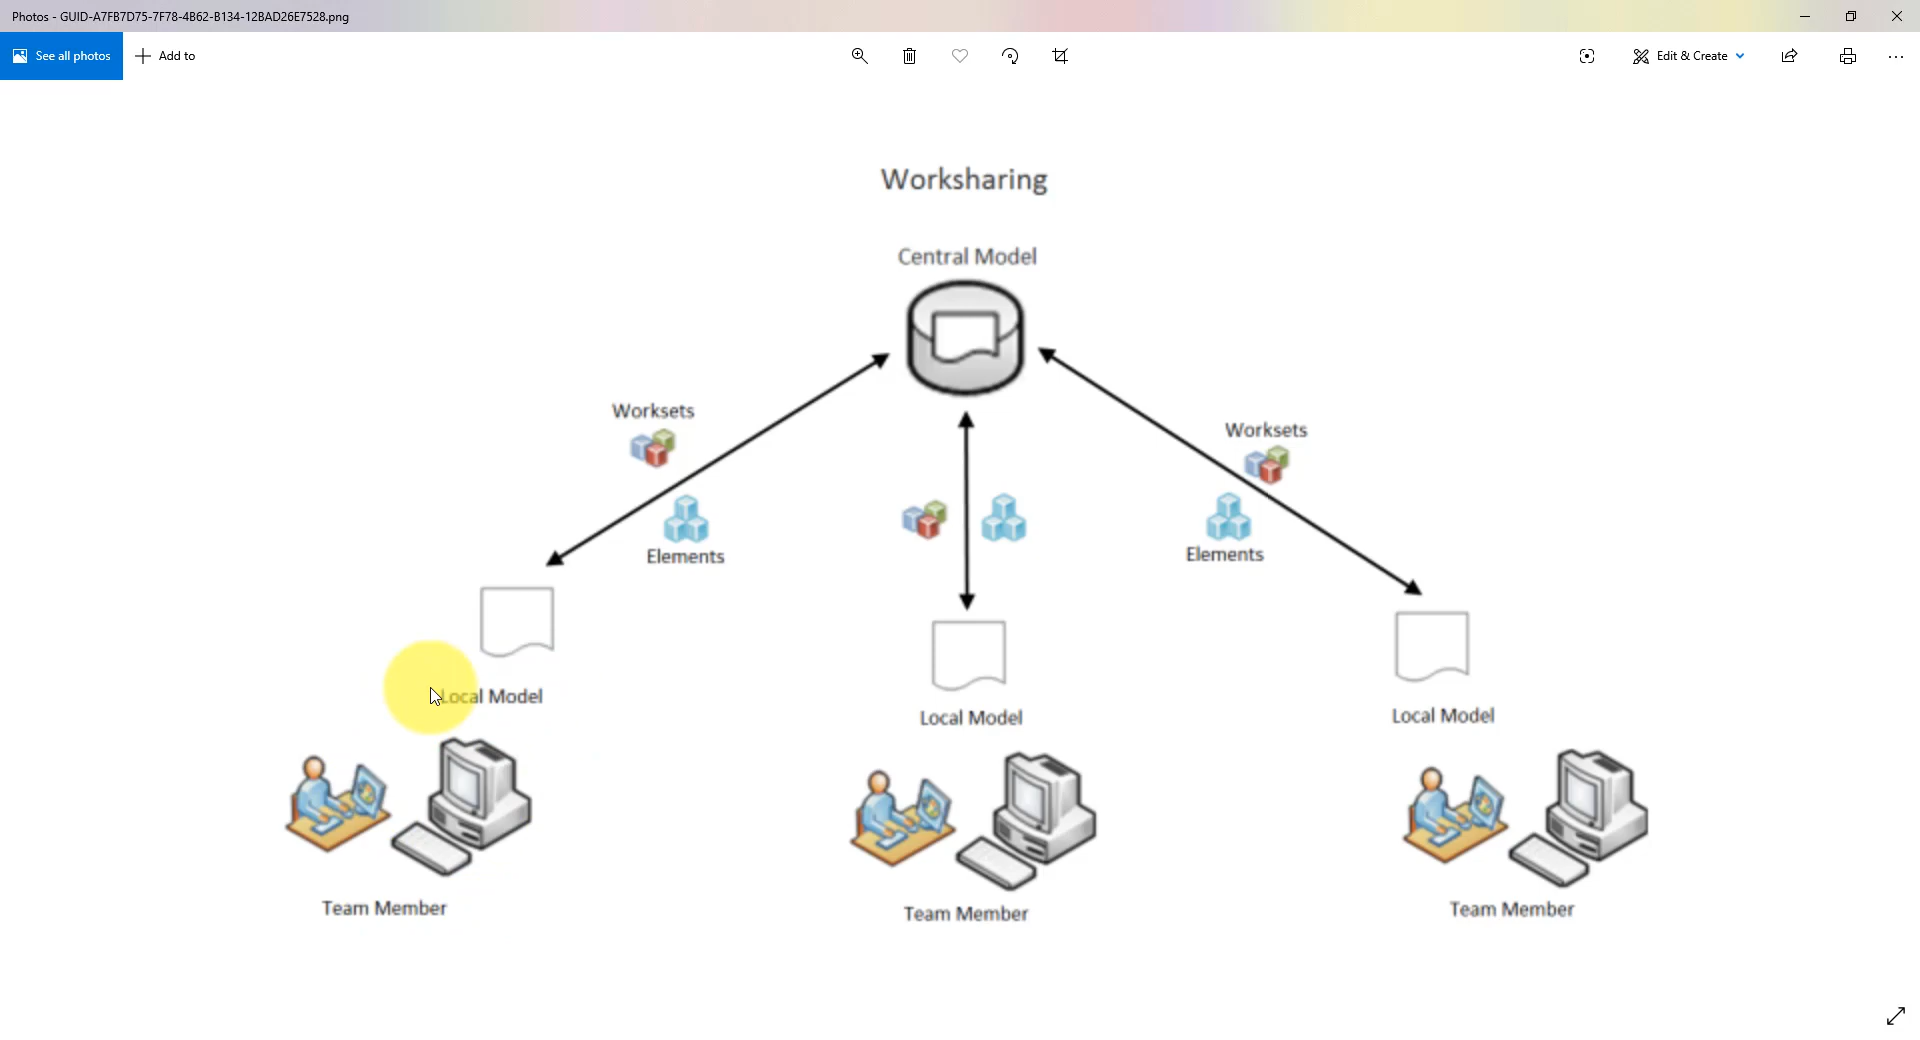 Photos - GUID-A7FB7D75-7F78-4B62-B134-12BAD26E7528.png
See all photos
Add to
Edit & Create
Worksharing
Central Model
Worksets
Worksets
Elements
Elements
Local Model
Local Model
Local Model
Team Member
Team Member
Team Member